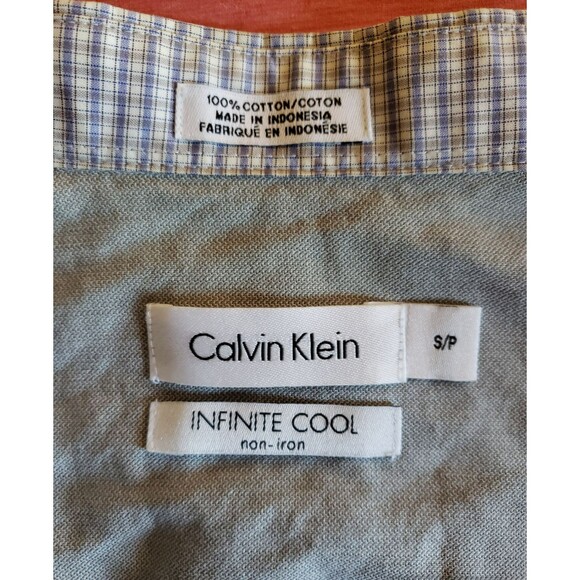 100% COTTON/COTON
MADE IN INDONESIA
FABRIQUÉ EN INDONÉSIE
Calvin Klein
S/P
INFINITE COOL
non-iron